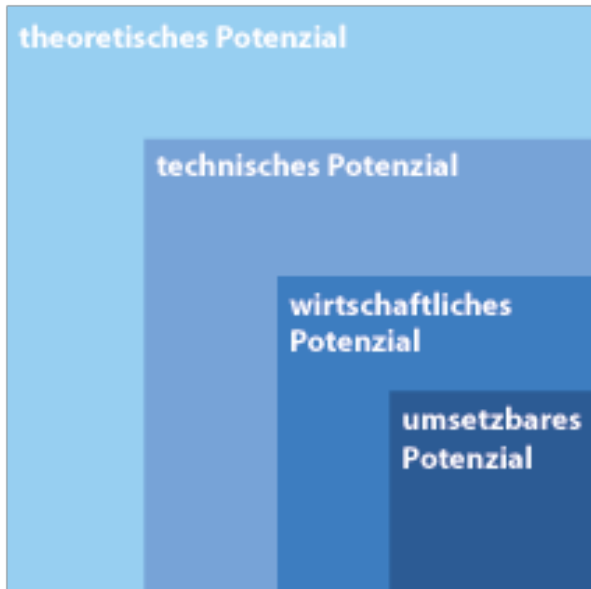 theoretisches Potenzial
technisches Potenzial
wirtschaftliches
Potenzial
umsetzbares
Potenzial